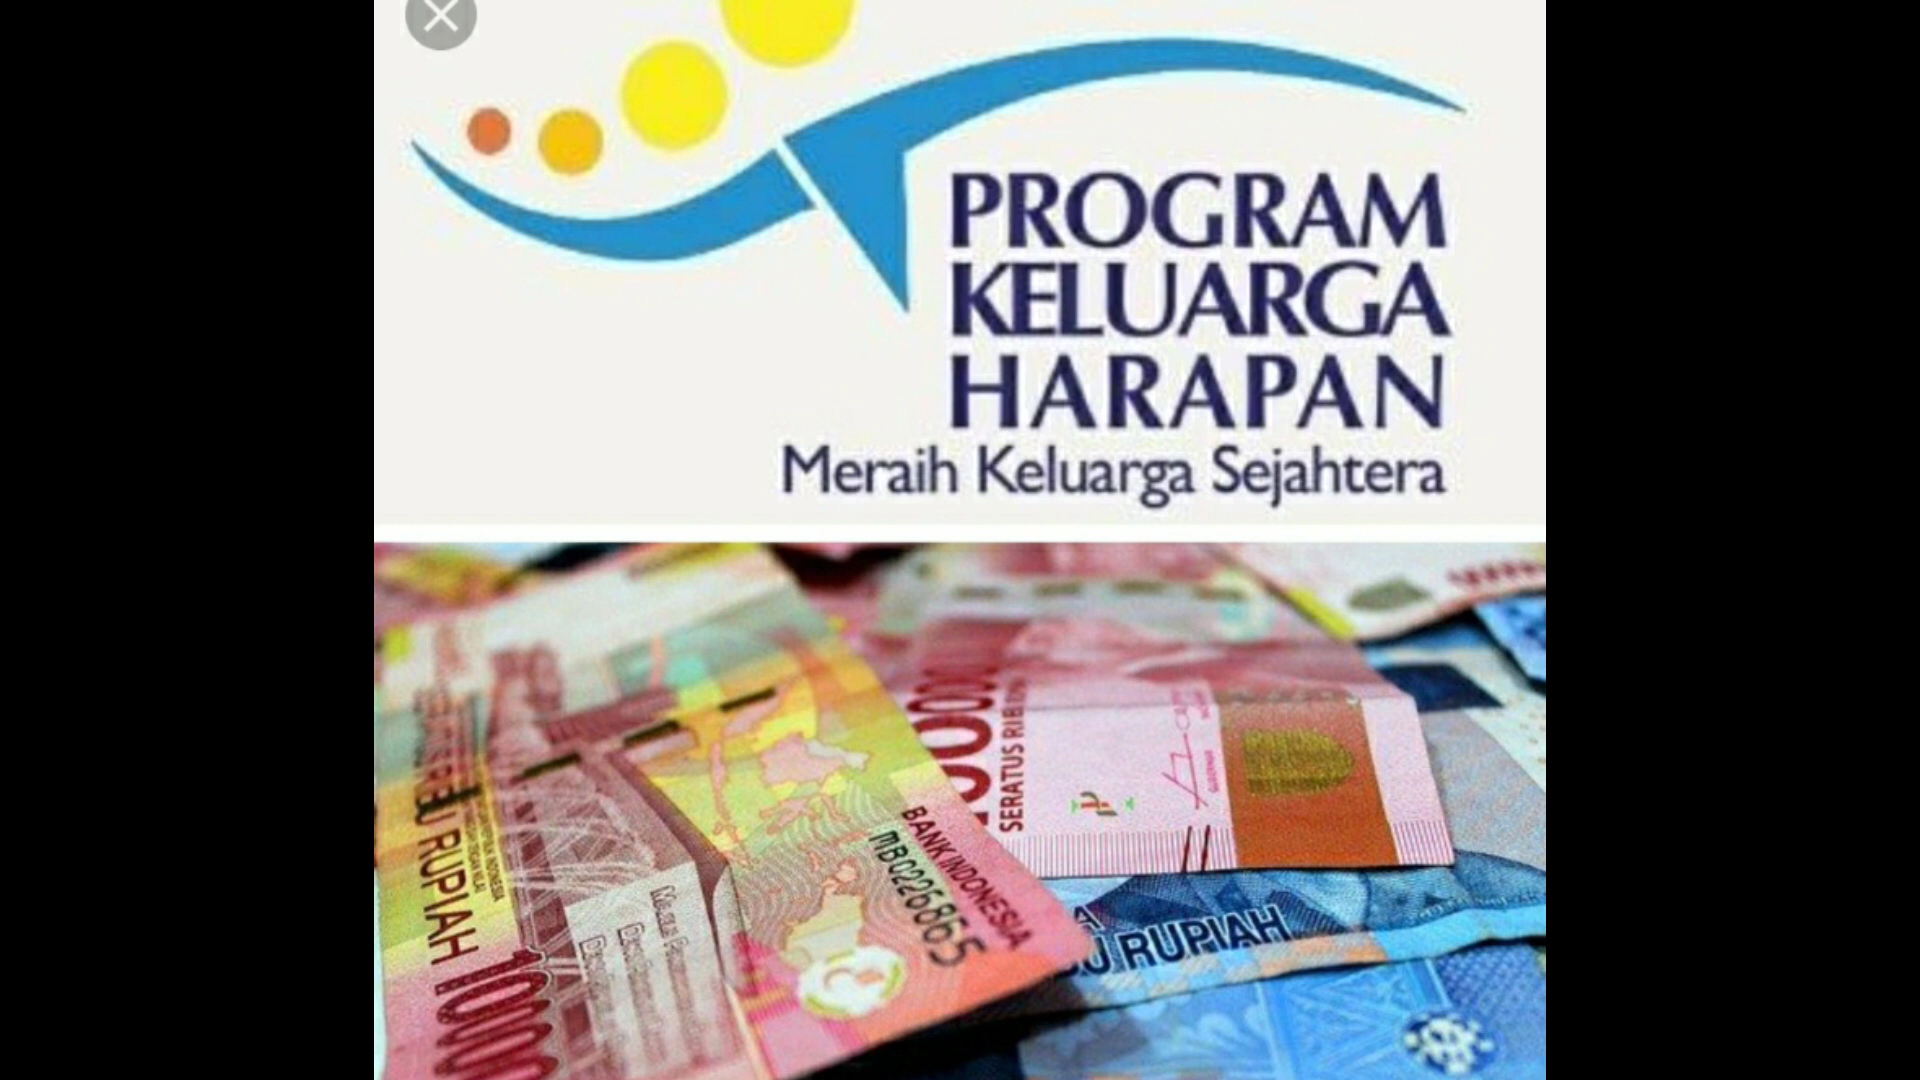 PROGRAM
KELUARGA
HARAPAN
Meraih Keluarga Sejahtera
SERATUS RIBU
BANK INDONESIA
MB0226865
RUPIAH
RUPIAH